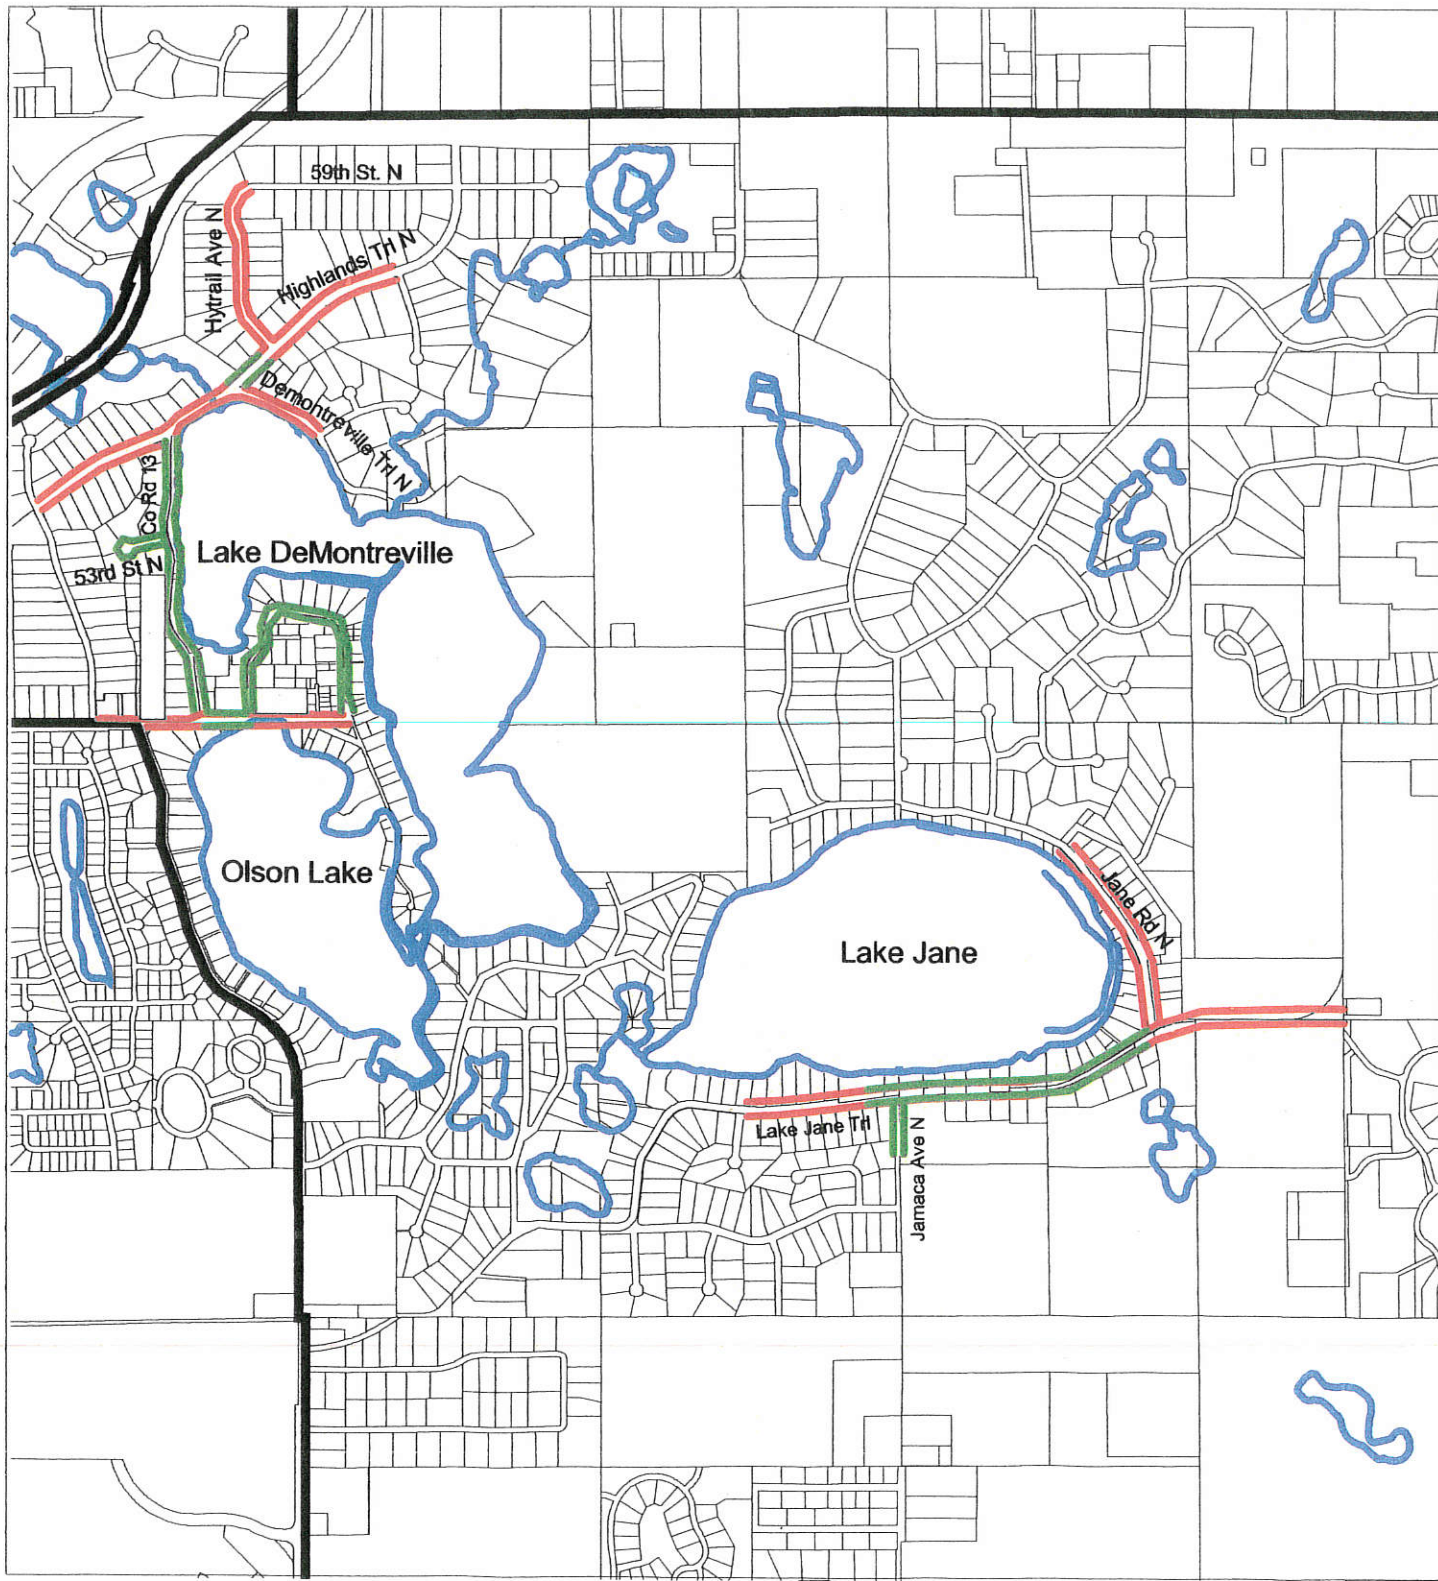 59th St. N
Hytrail Ave N
Highlands Trl N
Demontreville Trl N
Co Rd 13
53rd St N
Lake DeMontreville
Olson Lake
Lake Jane
Jane Rd N
Lake Jane Trl
Jamaca Ave N